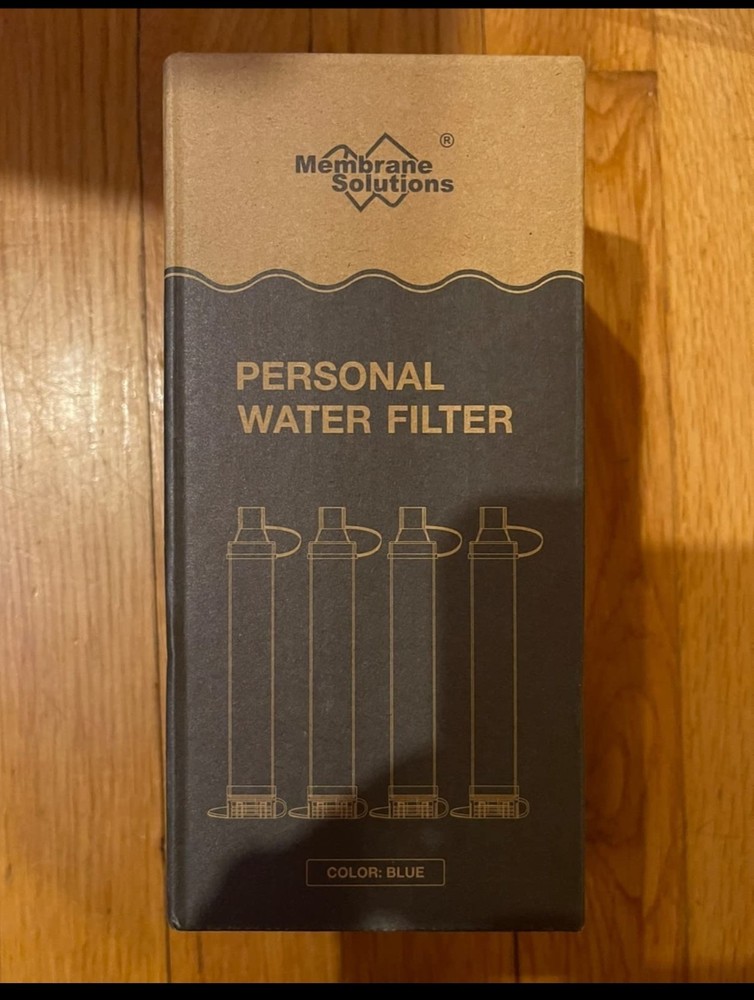 Membrane ®
Solutions
PERSONAL
WATER FILTER
COLOR: BLUE